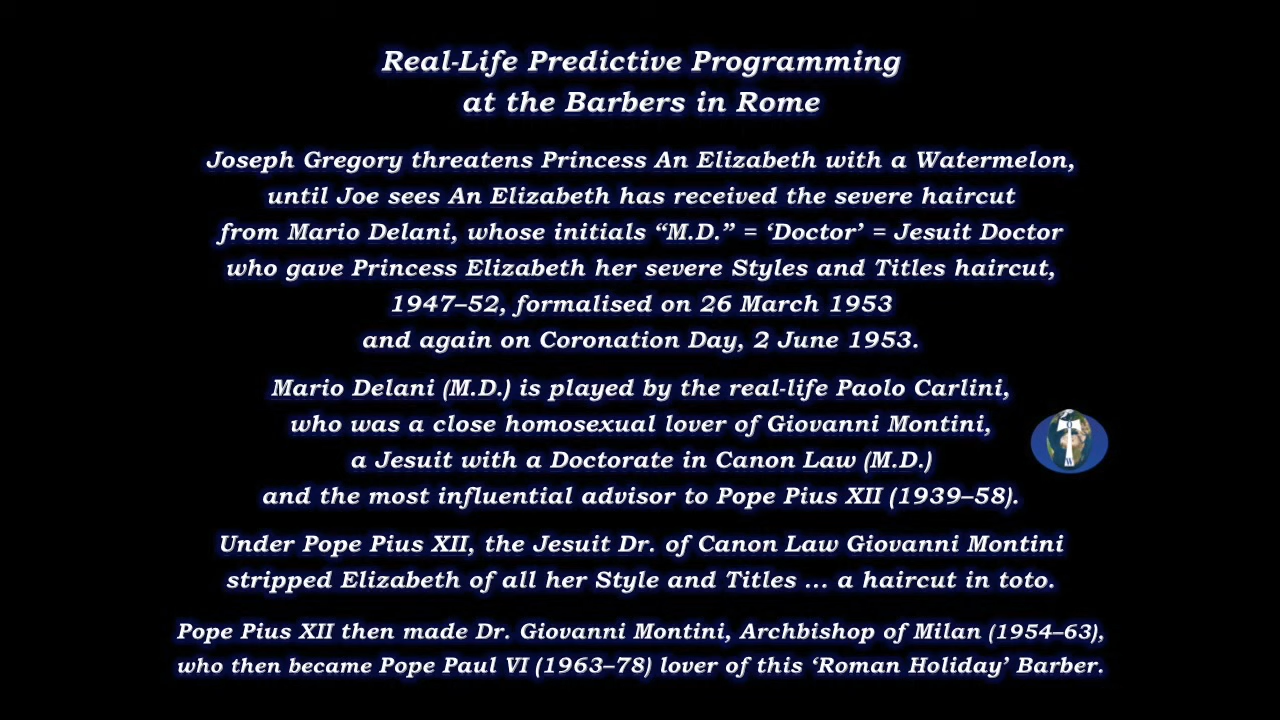 Real-Life Predictive Programming
at the Barbers in Rome
Joseph Gregory threatens Princess An Elizabeth with a Watermelon,
until Joe sees An Elizabeth has received the severe haircut
from Mario Delani, whose initials “M.D.” = ‘Doctor’ = Jesuit Doctor
who gave Princess Elizabeth her severe Styles and Titles haircut,
1947–52, formalised on 26 March 1953
and again on Coronation Day, 2 June 1953.
Mario Delani (M.D.) is played by the real-life Paolo Carlini,
who was a close homosexual lover of Giovanni Montini,
a Jesuit with a Doctorate in Canon Law (M.D.)
and the most influential advisor to Pope Pius XII (1939–58).
Under Pope Pius XII, the Jesuit Dr. of Canon Law Giovanni Montini
stripped Elizabeth of all her Style and Titles ... a haircut in toto.
Pope Pius XII then made Dr. Giovanni Montini, Archbishop of Milan (1954–63),
who then became Pope Paul VI (1963–78) lover of this ‘Roman Holiday’ Barber.